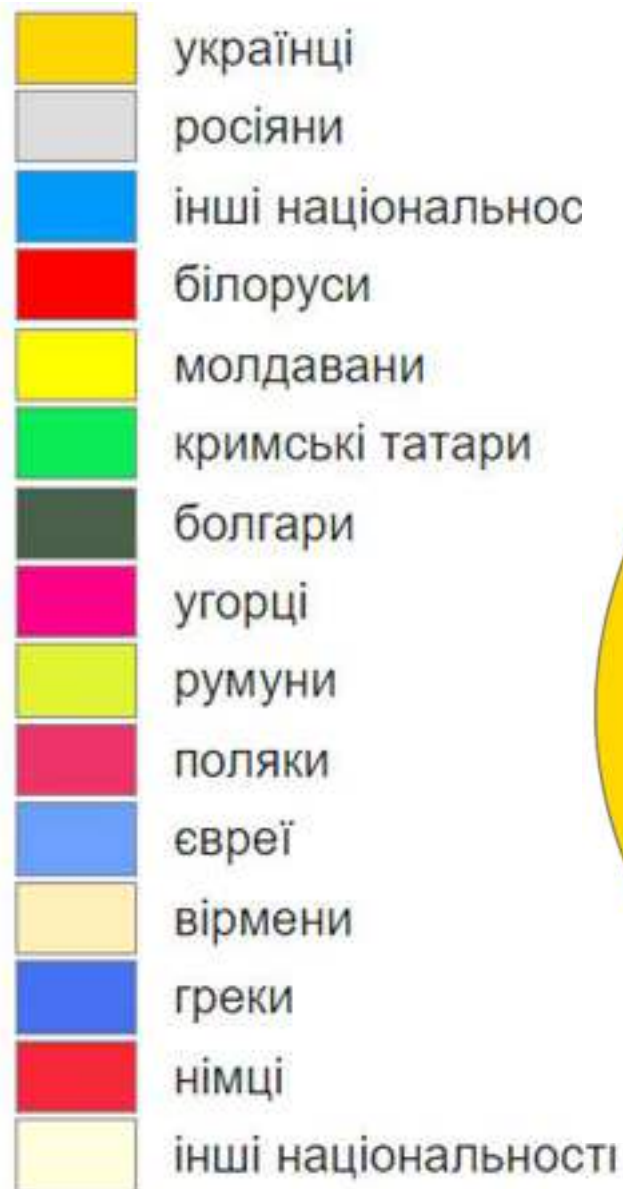 українці
росіяни
інші національнос
білоруси
молдавани
кримські татари
болгари
угорці
румуни
поляки
євреї
вірмени
греки
німці
інші національності